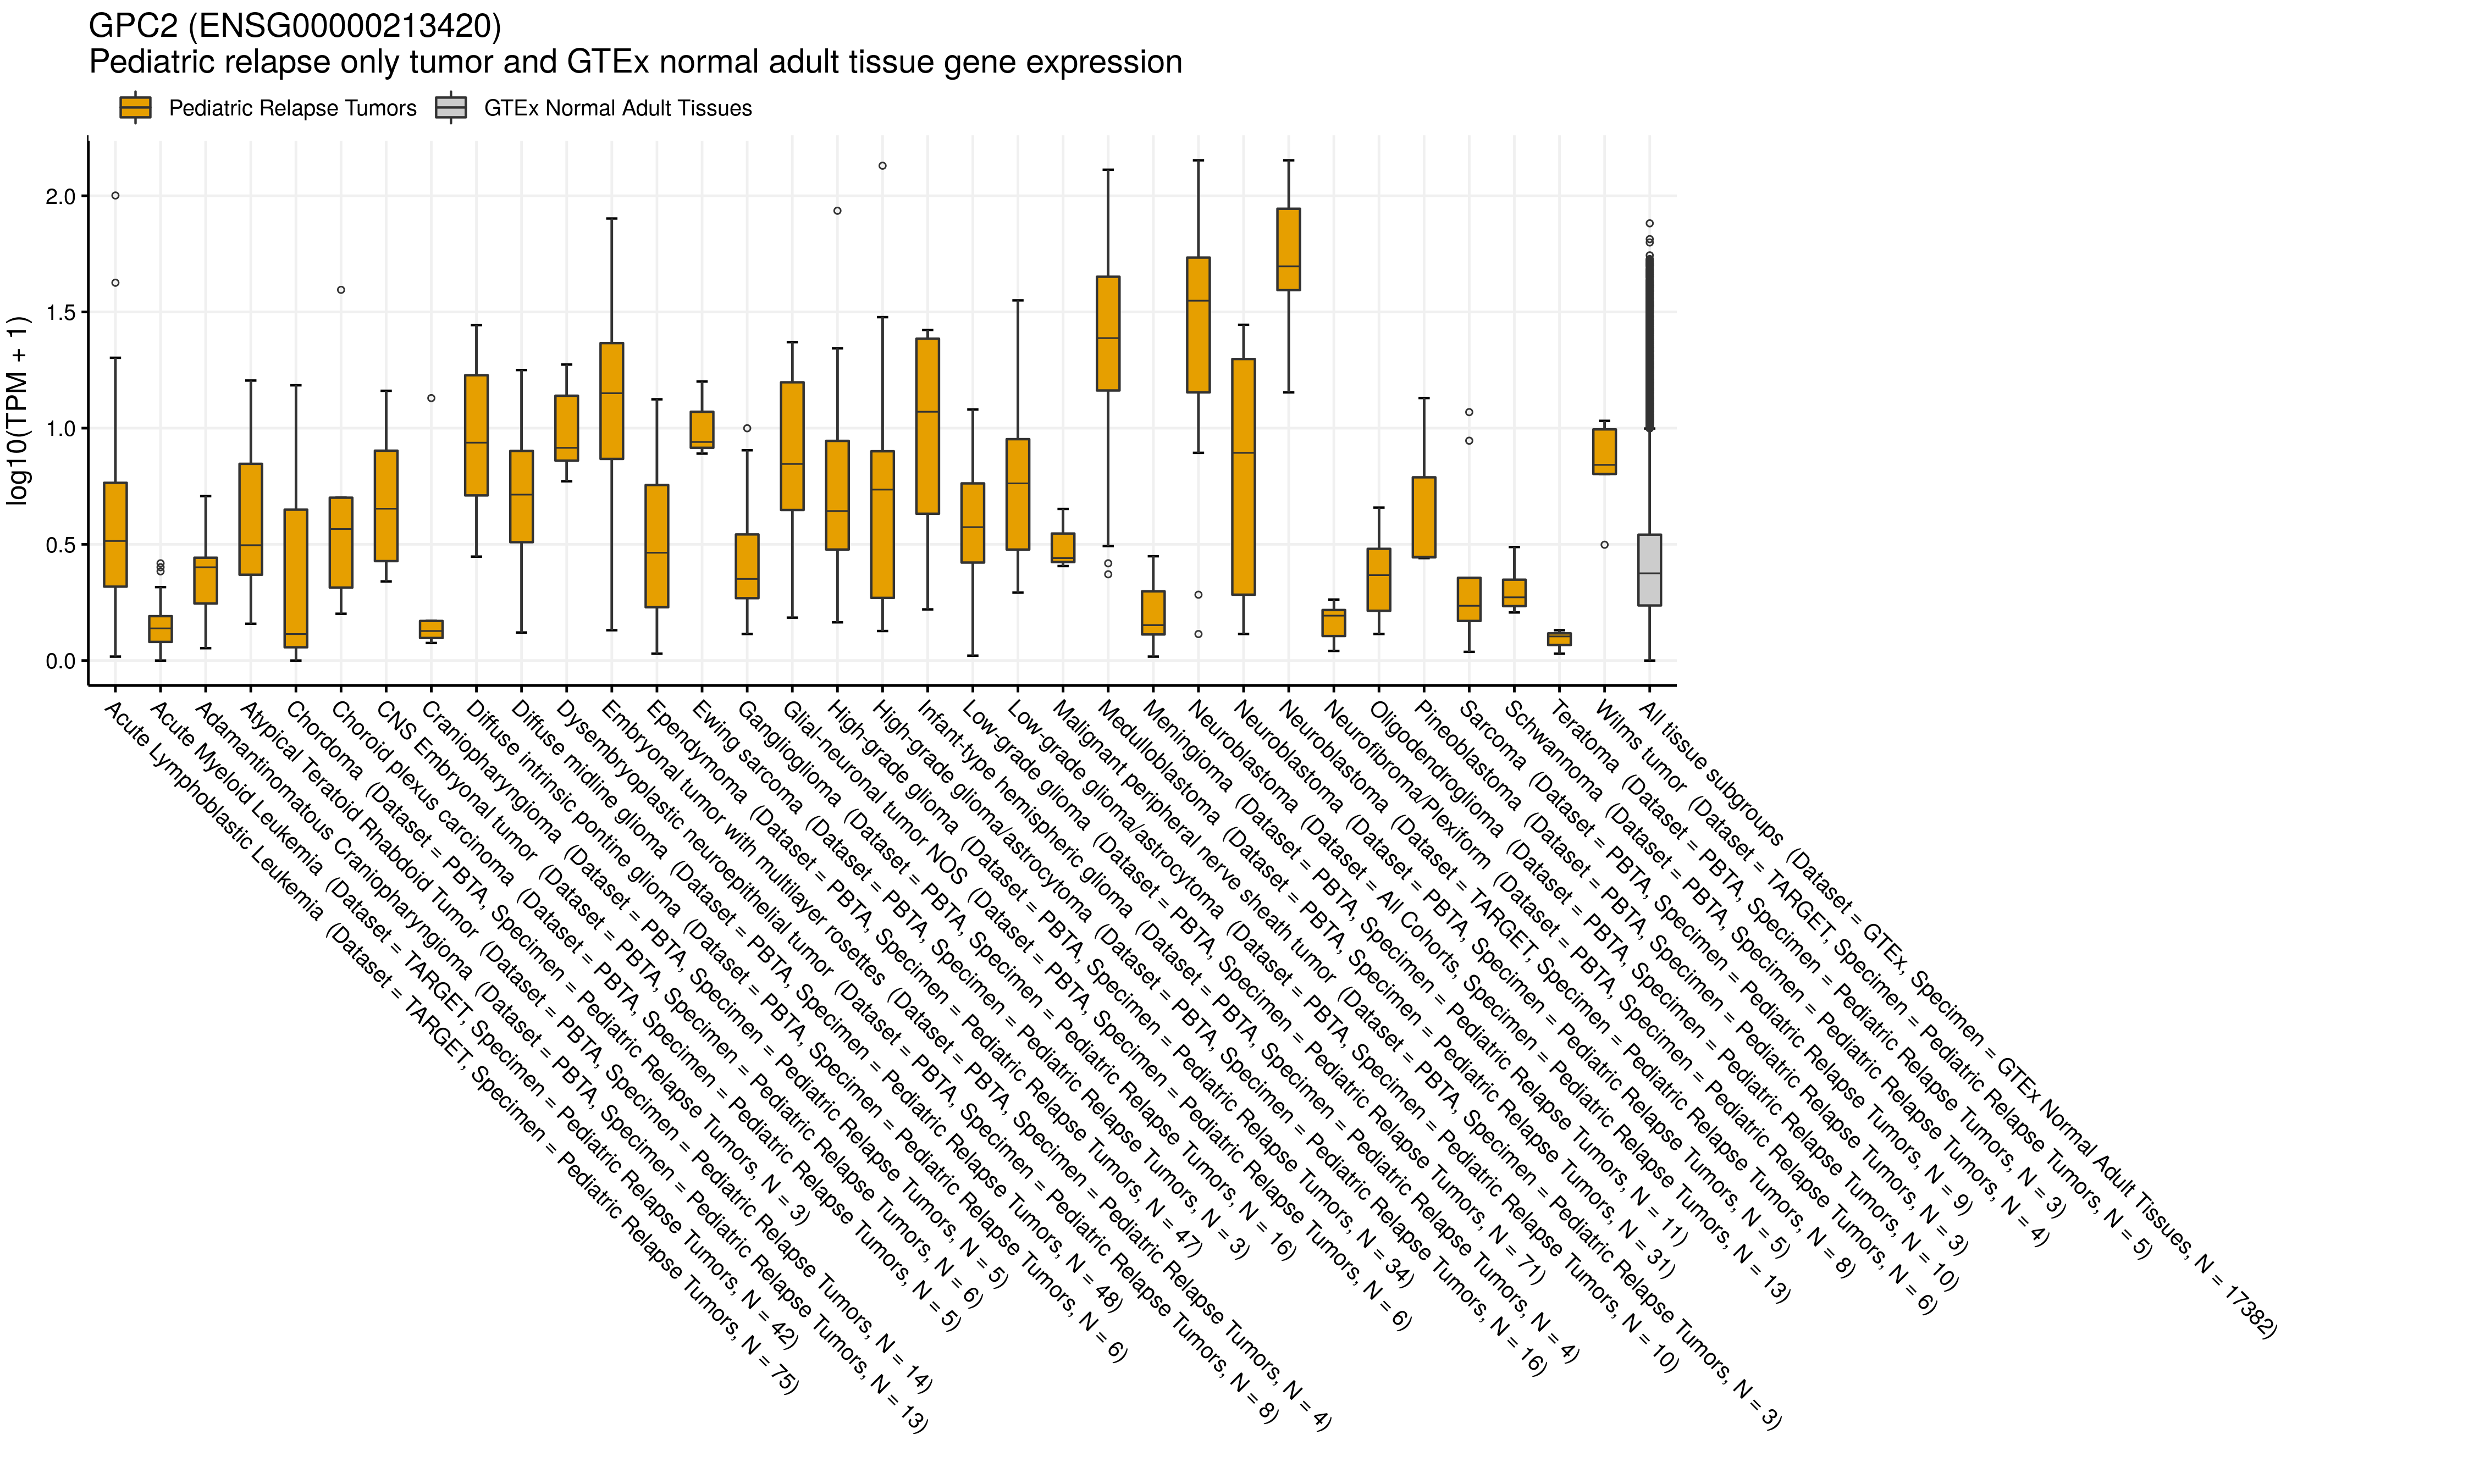 GPC2 (ENSG00000213420)
Pediatric relapse only tumor and GTEx normal adult tissue gene expression
Pediatric Relapse Tumors
GTEx Normal Adult Tissues
log10(TPM + 1)
2.0
1.5
1.0
0.5
0.0
Acute Lymphoblastic Leukemia (Dataset = TARGET, Specimen = Pediatric Relapse Tumors, N = 75)
Acute Myeloid Leukemia (Dataset = TARGET, Specimen = Pediatric Relapse Tumors, N = 42)
Adamantinomatous Craniopharyngioma (Dataset = PBTA, Specimen = Pediatric Relapse Tumors, N = 13)
Atypical Teratoid Rhabdoid Tumor (Dataset = PBTA, Specimen = Pediatric Relapse Tumors, N = 14)
Chordoma (Dataset = PBTA, Specimen = Pediatric Relapse Tumors, N = 3)
Choroid plexus carcinoma (Dataset = PBTA, Specimen = Pediatric Relapse Tumors, N = 5)
CNS Embryonal tumor (Dataset = PBTA, Specimen = Pediatric Relapse Tumors, N = 6)
Craniopharyngioma (Dataset = PBTA, Specimen = Pediatric Relapse Tumors, N = 5)
Diffuse intrinsic pontine glioma (Dataset = PBTA, Specimen = Pediatric Relapse Tumors, N = 6)
Diffuse midline glioma (Dataset = PBTA, Specimen = Pediatric Relapse Tumors, N = 48)
Dysembryoplastic neuroepithelial tumor (Dataset = PBTA, Specimen = Pediatric Relapse Tumors, N = 8)
Embryonal tumor with multilayer rosettes (Dataset = PBTA, Specimen = Pediatric Relapse Tumors, N = 4)
Ependymoma (Dataset = PBTA, Specimen = Pediatric Relapse Tumors, N = 47)
Ewing sarcoma (Dataset = PBTA, Specimen = Pediatric Relapse Tumors, N = 3)
Ganglioglioma (Dataset = PBTA, Specimen = Pediatric Relapse Tumors, N = 16)
Glial-neuronal tumor NOS (Dataset = PBTA, Specimen = Pediatric Relapse Tumors, N = 6)
High-grade glioma (Dataset = PBTA, Specimen = Pediatric Relapse Tumors, N = 34)
High-grade glioma/astrocytoma (Dataset = PBTA, Specimen = Pediatric Relapse Tumors, N = 16)
Infant-type hemispheric glioma (Dataset = PBTA, Specimen = Pediatric Relapse Tumors, N = 4)
Low-grade glioma (Dataset = PBTA, Specimen = Pediatric Relapse Tumors, N = 71)
Low-grade glioma/astrocytoma (Dataset = PBTA, Specimen = Pediatric Relapse Tumors, N = 10)
Malignant peripheral nerve sheath tumor (Dataset = PBTA, Specimen = Pediatric Relapse Tumors, N = 3)
Medulloblastoma (Dataset = PBTA, Specimen = Pediatric Relapse Tumors, N = 31)
Meningioma (Dataset = PBTA, Specimen = Pediatric Relapse Tumors, N = 11)
Neuroblastoma (Dataset = All Cohorts, Specimen = Pediatric Relapse Tumors, N = 13)
Neuroblastoma (Dataset = PBTA, Specimen = Pediatric Relapse Tumors, N = 5)
Neuroblastoma (Dataset = TARGET, Specimen = Pediatric Relapse Tumors, N = 8)
Neurofibroma/Plexiform (Dataset = PBTA, Specimen = Pediatric Relapse Tumors, N = 6)
Oligodendroglioma (Dataset = PBTA, Specimen = Pediatric Relapse Tumors, N = 10)
Pineoblastoma (Dataset = PBTA, Specimen = Pediatric Relapse Tumors, N = 3)
Sarcoma (Dataset = PBTA, Specimen = Pediatric Relapse Tumors, N = 9)
Schwannoma (Dataset = PBTA, Specimen = Pediatric Relapse Tumors, N = 4)
Teratoma (Dataset = PBTA, Specimen = Pediatric Relapse Tumors, N = 3)
Wilms tumor (Dataset = TARGET, Specimen = Pediatric Relapse Tumors, N = 5)
All tissue subgroups (Dataset = GTEx, Specimen = GTEx Normal Adult Tissues, N = 17382)